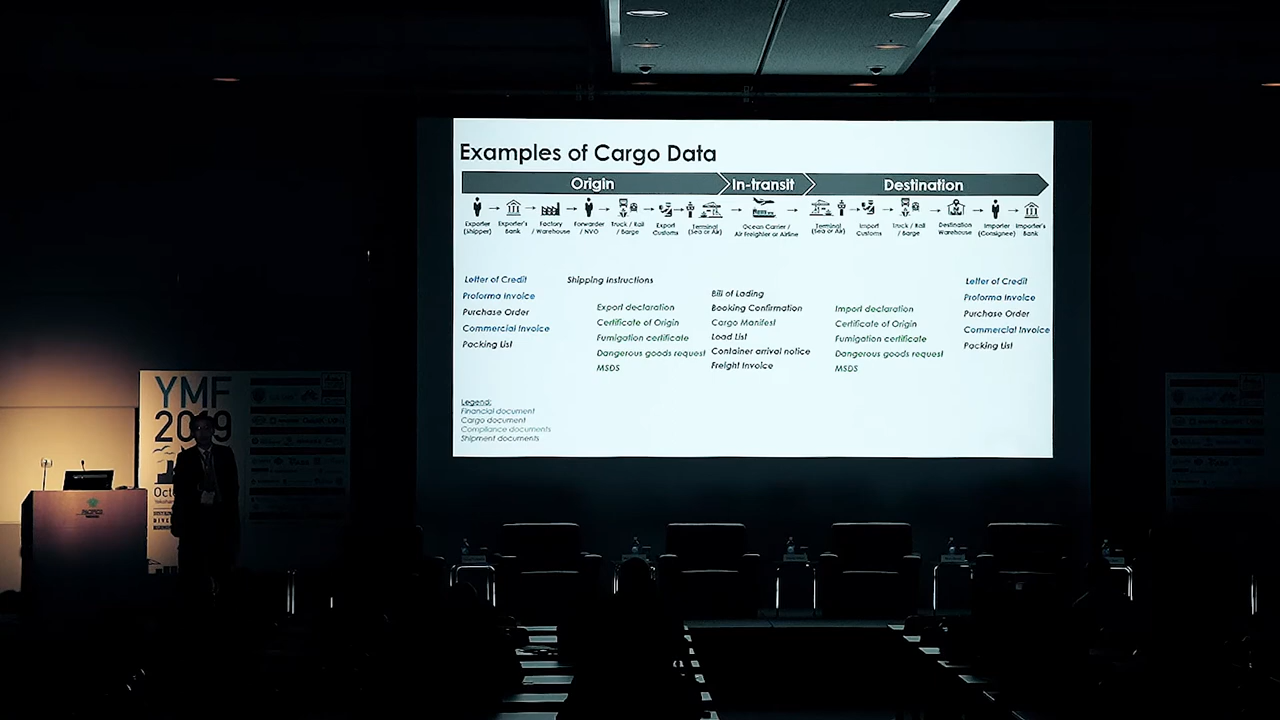 Examples of Cargo Data
Origin
In-transit
Destination
Exporter
(Shipper)
Exporter's
Bank
Factory
/ Warehouse
Forwarder
/ NVO
Truck / Rail
/ Barge
Export
Customs
Terminal
(Sea or Air)
Ocean Carrier /
Air Freighter or Airline
Terminal
(Sea or Air)
Import
Customs
Truck / Rail
/ Barge
Destination
Warehouse
Importer
(Consignee)
Importer's
Bank
Letter of Credit
Proforma Invoice
Purchase Order
Commercial Invoice
Packing List
Shipping Instructions
Export declaration
Certificate of Origin
Fumigation certificate
Dangerous goods request
MSDS
Bill of Lading
Booking Confirmation
Cargo Manifest
Load List
Container arrival notice
Freight Invoice
Import declaration
Certificate of Origin
Fumigation certificate
Dangerous goods request
MSDS
Letter of Credit
Proforma Invoice
Purchase Order
Commercial Invoice
Packing List
Legend:
Financial document
Cargo document
Compliance documents
Shipment documents
YMF